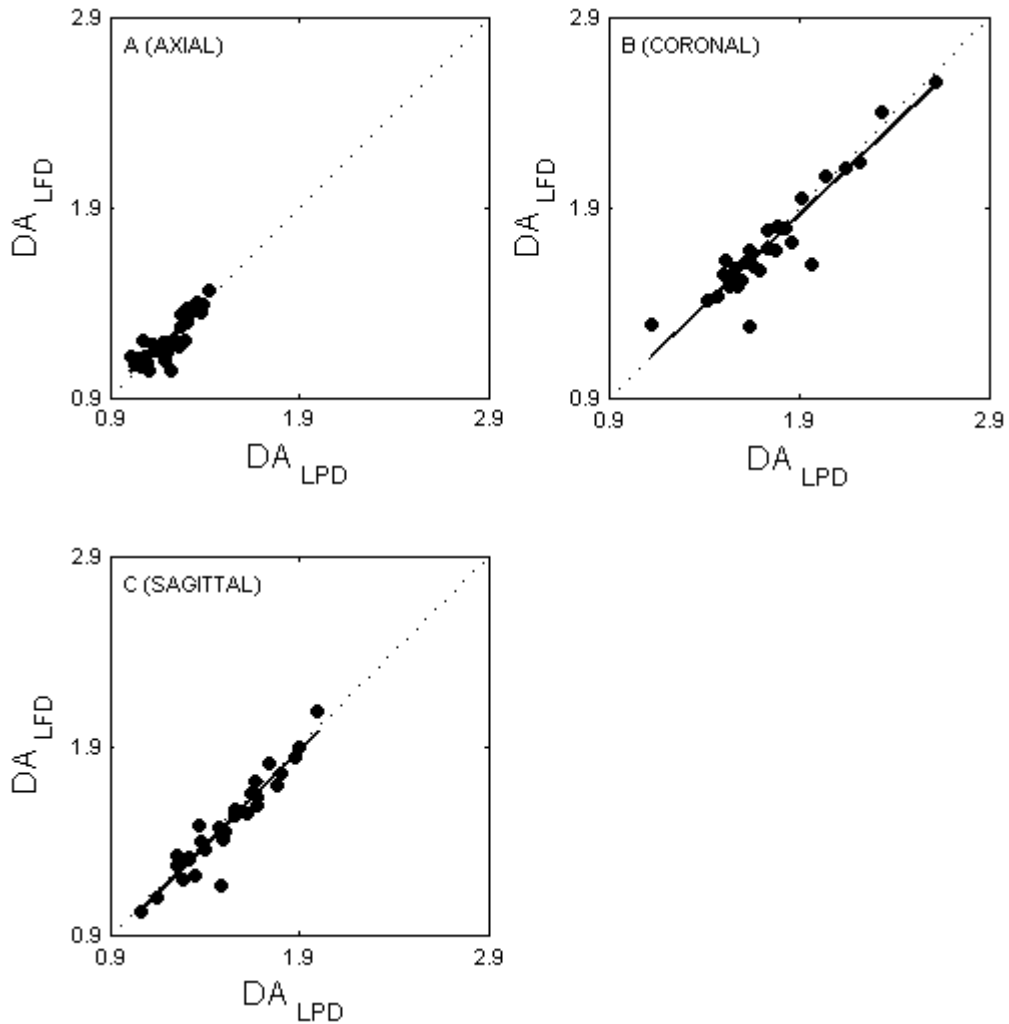 2.9
A (AXIAL)
DA LFD
1.9
0.9
0.9 1.9 2.9
DA LPD
2.9
B (CORONAL)
DA LFD
1.9
0.9
0.9 1.9 2.9
DA LPD
2.9
C (SAGITTAL)
DA LFD
1.9
0.9
0.9 1.9 2.9
DA LPD